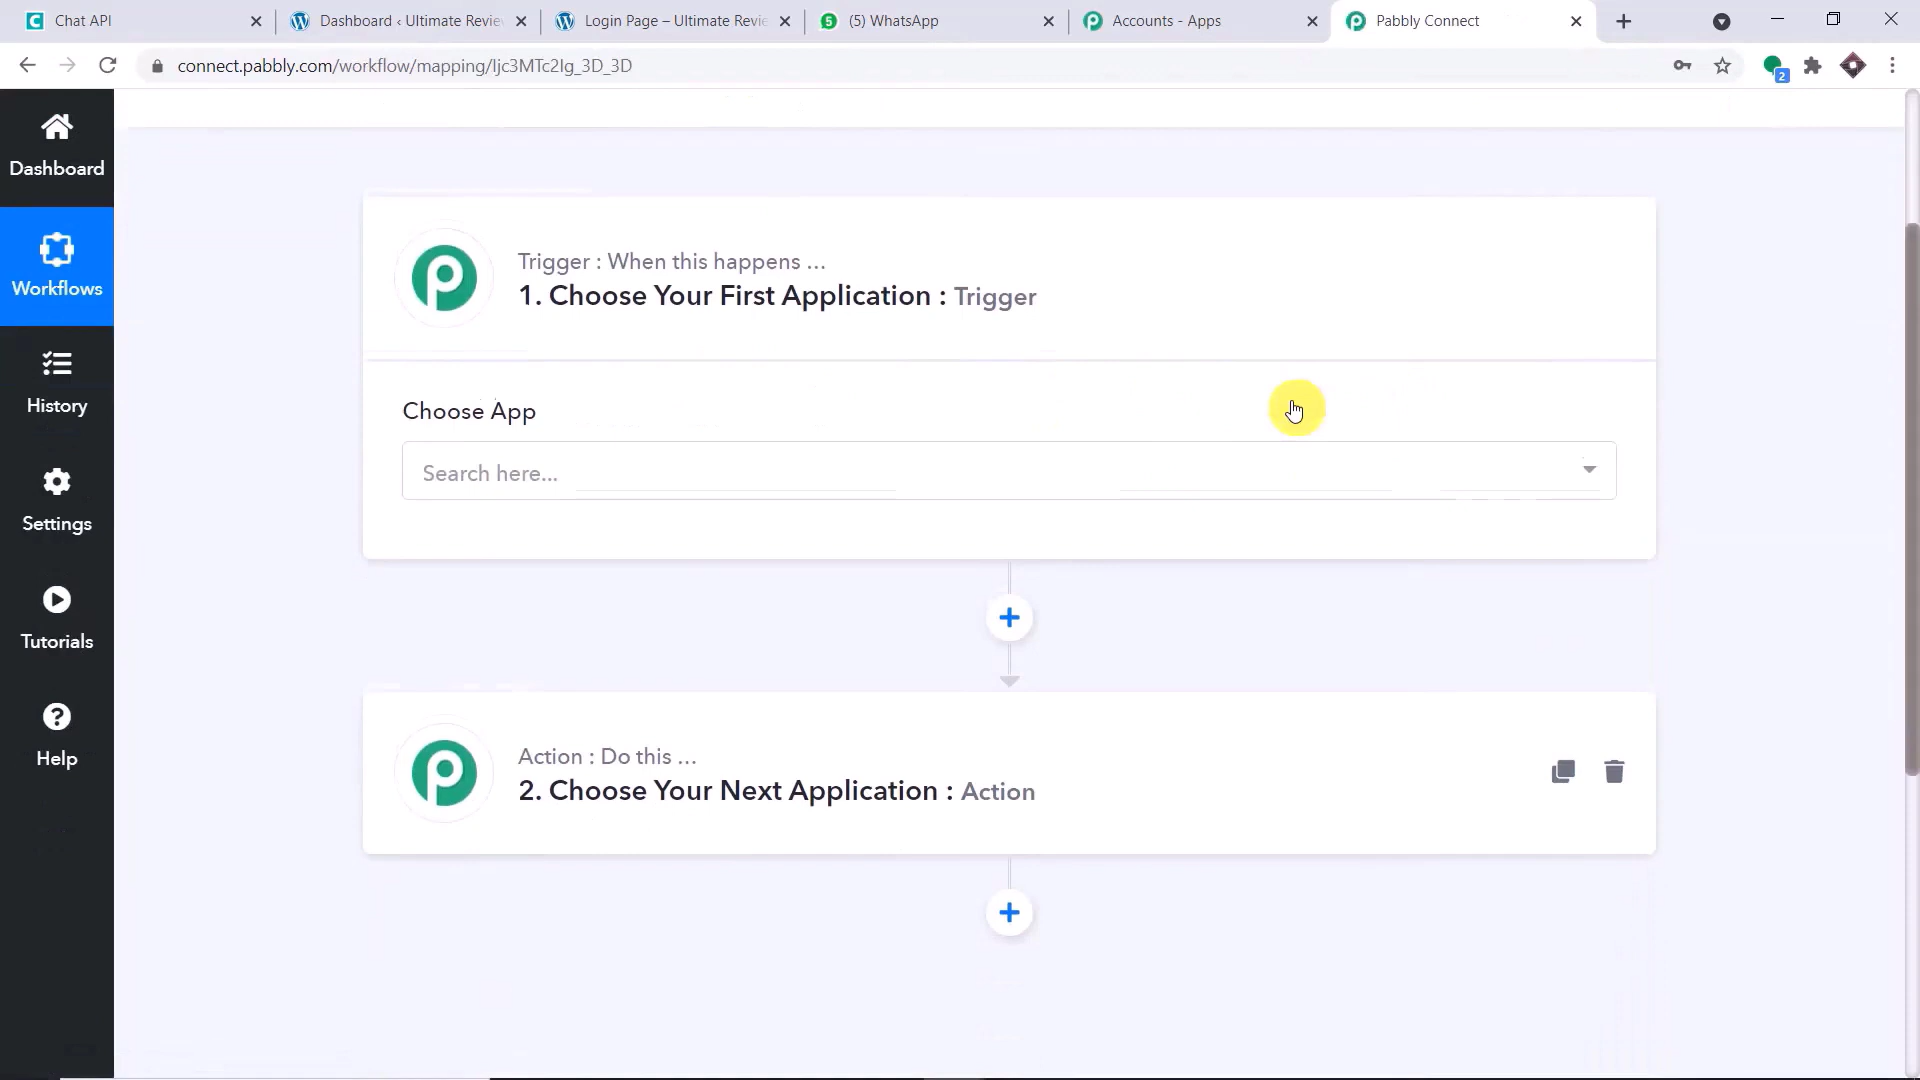 Chat API
Dashboard ‹ Ultimate Revie
Login Page – Ultimate Revie
(5) WhatsApp
Accounts - Apps
Pabbly Connect
connect.pabbly.com/workflow/mapping/Ijc3MTc2Ig_3D_3D
2
Dashboard
Workflows
History
Settings
Tutorials
Help
Trigger : When this happens ...
1. Choose Your First Application : Trigger
Choose App
Search here...
Action : Do this ...
2. Choose Your Next Application : Action